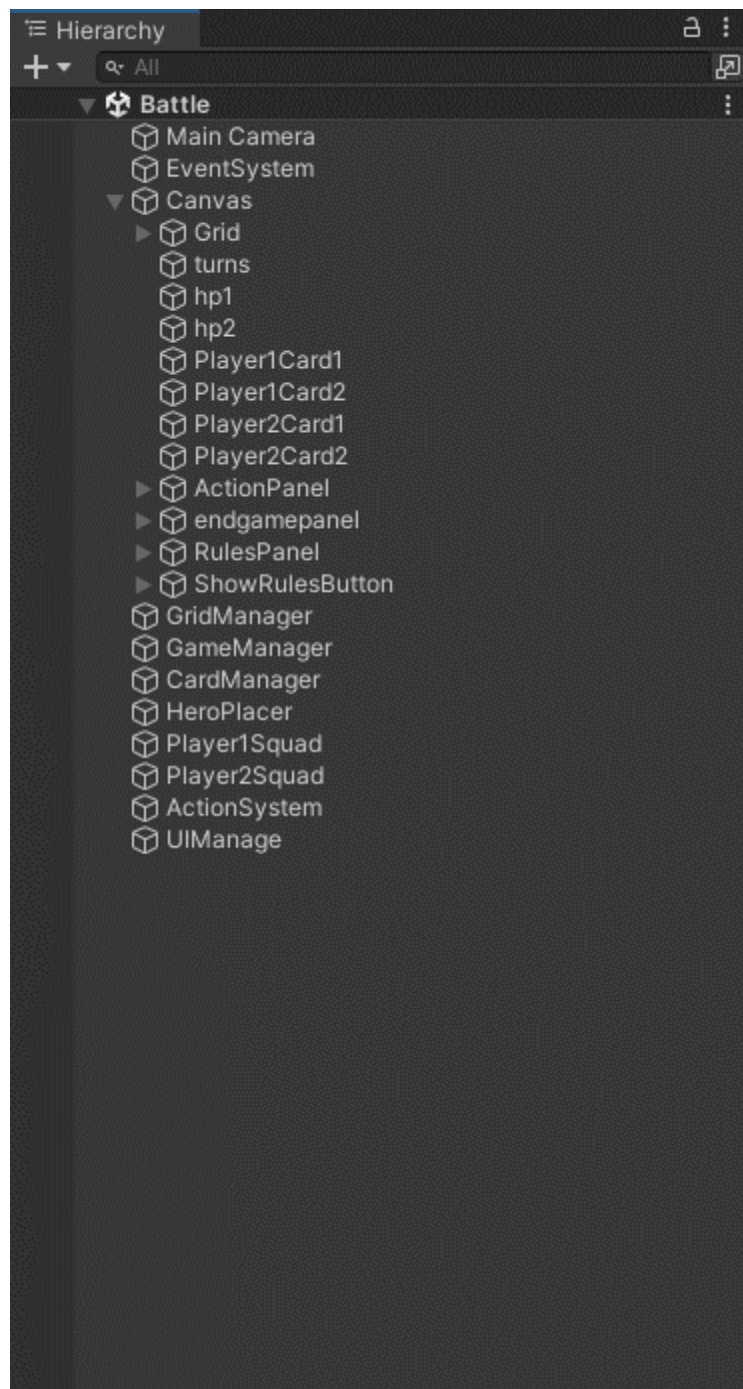 Hierarchy
All
Battle
Main Camera
EventSystem
Canvas
Grid
turns
hp1
hp2
Player1Card1
Player1Card2
Player2Card1
Player2Card2
ActionPanel
endgamepanel
RulesPanel
ShowRulesButton
GridManager
GameManager
CardManager
HeroPlacer
Player1Squad
Player2Squad
ActionSystem
UIManage